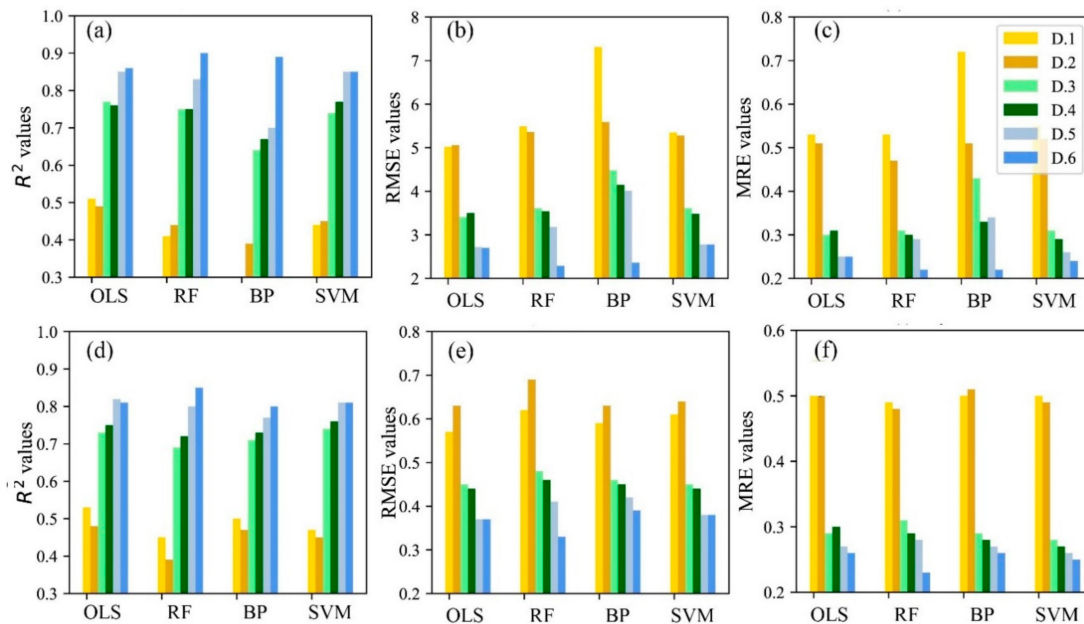 (a)
R² values
1.0
0.9
0.8
0.7
0.6
0.5
0.4
0.3
OLS RF BP SVM
(b)
RMSE values
8
7
6
5
4
3
2
OLS RF BP SVM
(c)
MRE values
0.8
0.7
0.6
0.5
0.4
0.3
0.2
OLS RF BP SVM
D.1
D.2
D.3
D.4
D.5
D.6
(d)
R² values
1.0
0.9
0.8
0.7
0.6
0.5
0.4
0.3
OLS RF BP SVM
(e)
RMSE values
0.8
0.7
0.6
0.5
0.4
0.3
0.2
OLS RF BP SVM
(f)
MRE values
0.6
0.5
0.4
0.3
0.2
OLS RF BP SVM